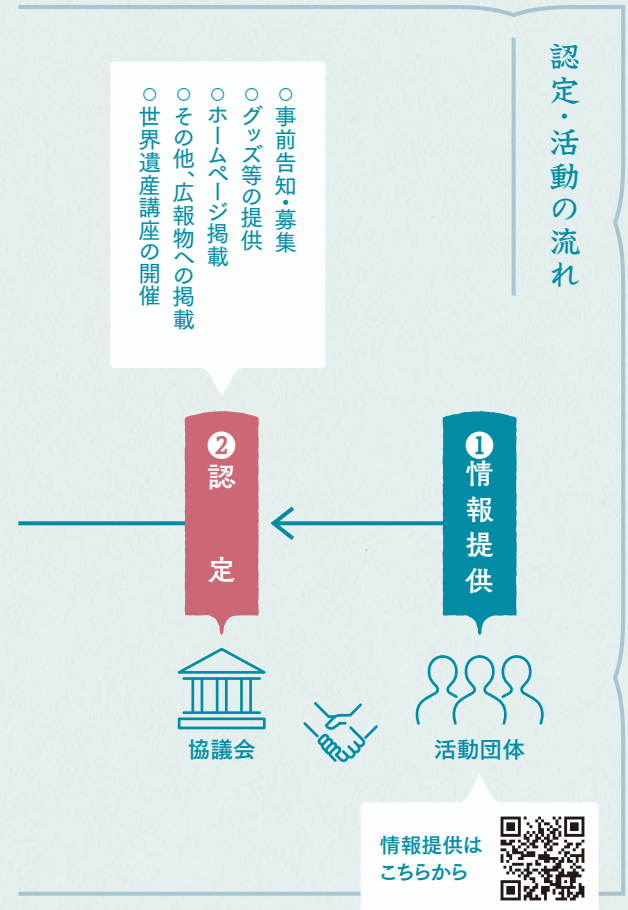 認定・活動の流れ
○事前告知・募集
○グッズ等の提供
○ホームページ掲載
○その他、広報物への掲載
○世界遺産講座の開催
❶情報提供
❷認定
活動団体
協議会
情報提供は
こちらから